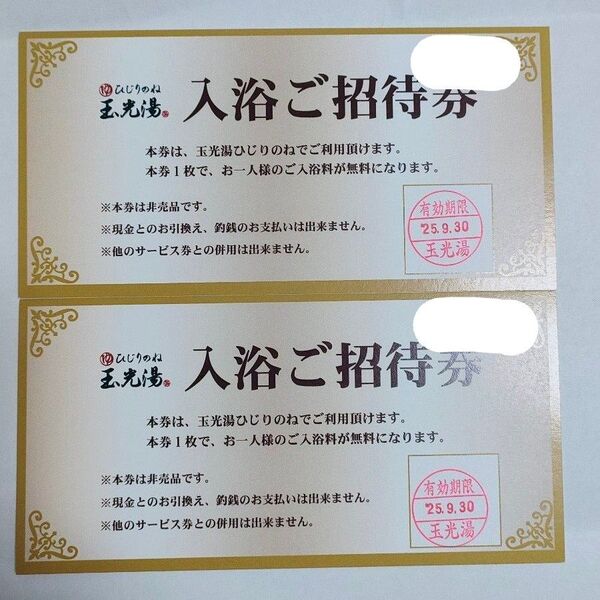 ひじりのね
玉光湯
入浴ご招待券
本券は、玉光湯ひじりのねでご利用頂けます。
本券1枚で、お一人様のご入浴料が無料になります。
※本券は非売品です。
※現金とのお引換え、釣銭のお支払いは出来ません。
※他のサービス券との併用は出来ません。
有効期限
'25.9.30
玉光湯
ひじりのね
玉光湯
入浴ご招待券
本券は、玉光湯ひじりのねでご利用頂けます。
本券1枚で、お一人様のご入浴料が無料になります。
※本券は非売品です。
※現金とのお引換え、釣銭のお支払いは出来ません。
※他のサービス券との併用は出来ません。
有効期限
'25.9.30
玉光湯